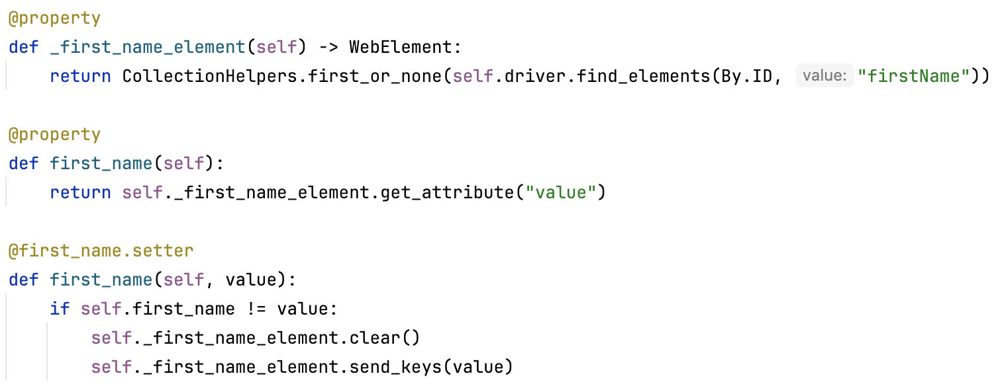 @property
def _first_name_element(self) -> WebElement:
    return CollectionHelpers.first_or_none(self.driver.find_elements(By.ID, value: "firstName"))

@property
def first_name(self):
    return self._first_name_element.get_attribute("value")

@first_name.setter
def first_name(self, value):
    if self.first_name != value:
        self._first_name_element.clear()
        self._first_name_element.send_keys(value)